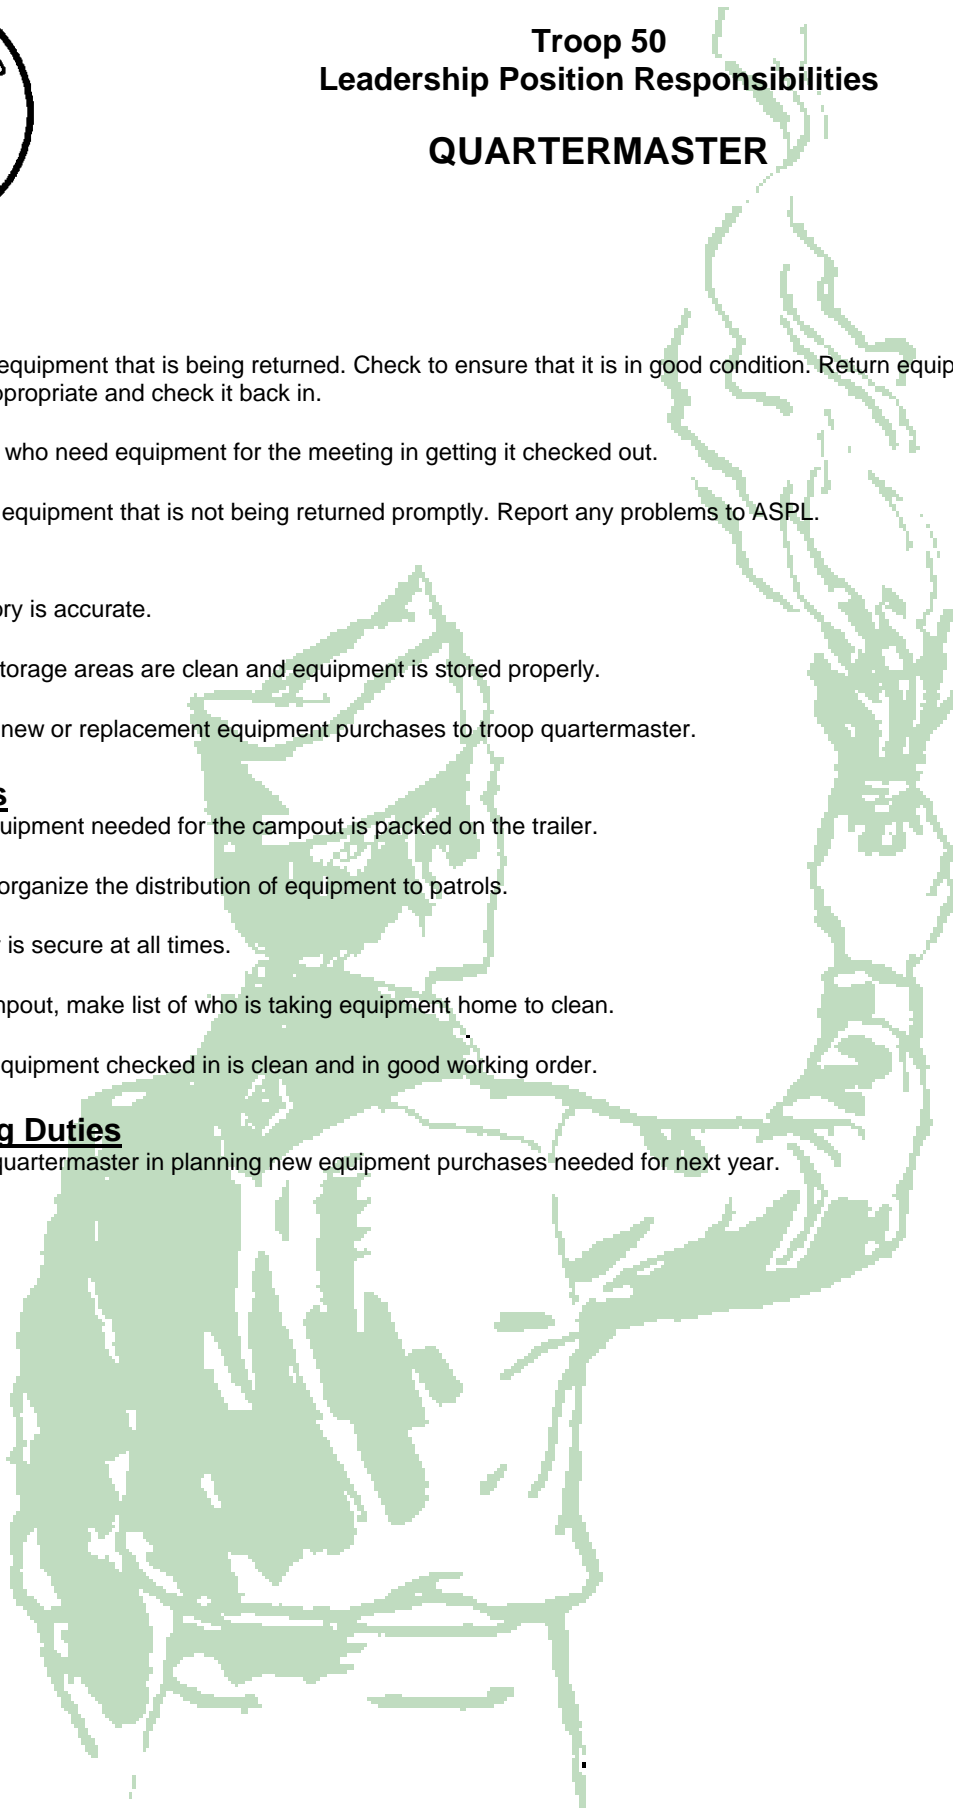 Troop 50
Leadership Position Responsibilities
QUARTERMASTER
equipment that is being returned. Check to ensure that it is in good condition. Return equip
propriate and check it back in.
who need equipment for the meeting in getting it checked out.
equipment that is not being returned promptly. Report any problems to ASPL.
ory is accurate.
torage areas are clean and equipment is stored properly.
new or replacement equipment purchases to troop quartermaster.
s
uipment needed for the campout is packed on the trailer.
organize the distribution of equipment to patrols.
is secure at all times.
npout, make list of who is taking equipment home to clean.
quipment checked in is clean and in good working order.
g Duties
quartermaster in planning new equipment purchases needed for next year.